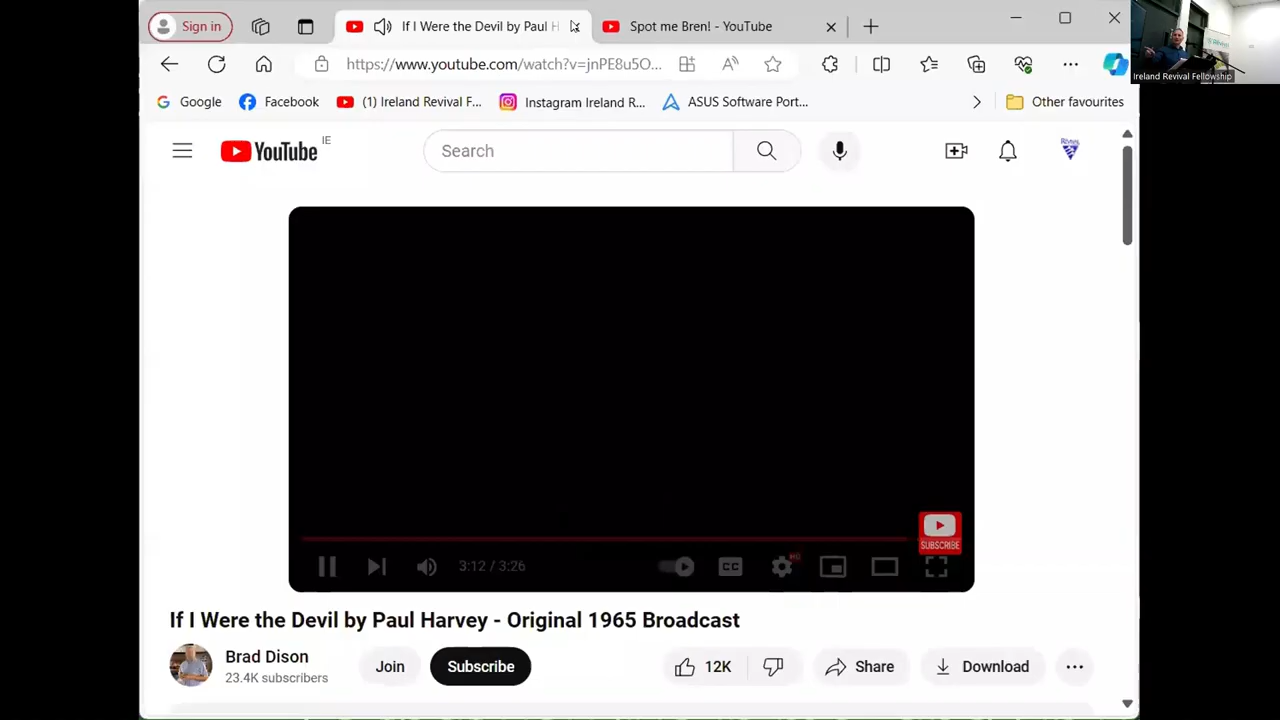 Sign in
If I Were the Devil by Paul H
Spot me Bren! - YouTube
https://www.youtube.com/watch?v=jnPE8u5O...
Google
Facebook
(1) Ireland Revival F...
Instagram Ireland R...
ASUS Software Port...
Other favourites
Ireland Revival Fellowship
YouTube IE
Search
SUBSCRIBE
3:12 / 3:26
CC
HD
If I Were the Devil by Paul Harvey - Original 1965 Broadcast
Brad Dison
23.4K subscribers
Join
Subscribe
12K
Share
Download